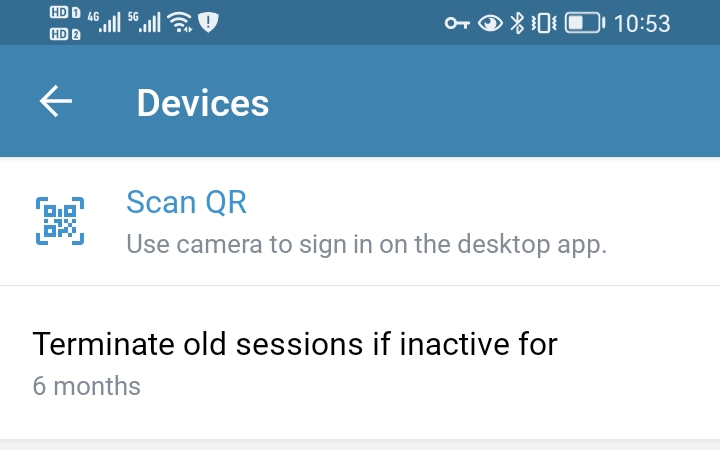 HD 1 4G 5G 10:53
HD 2
Devices
Scan QR
Use camera to sign in on the desktop app.
Terminate old sessions if inactive for
6 months